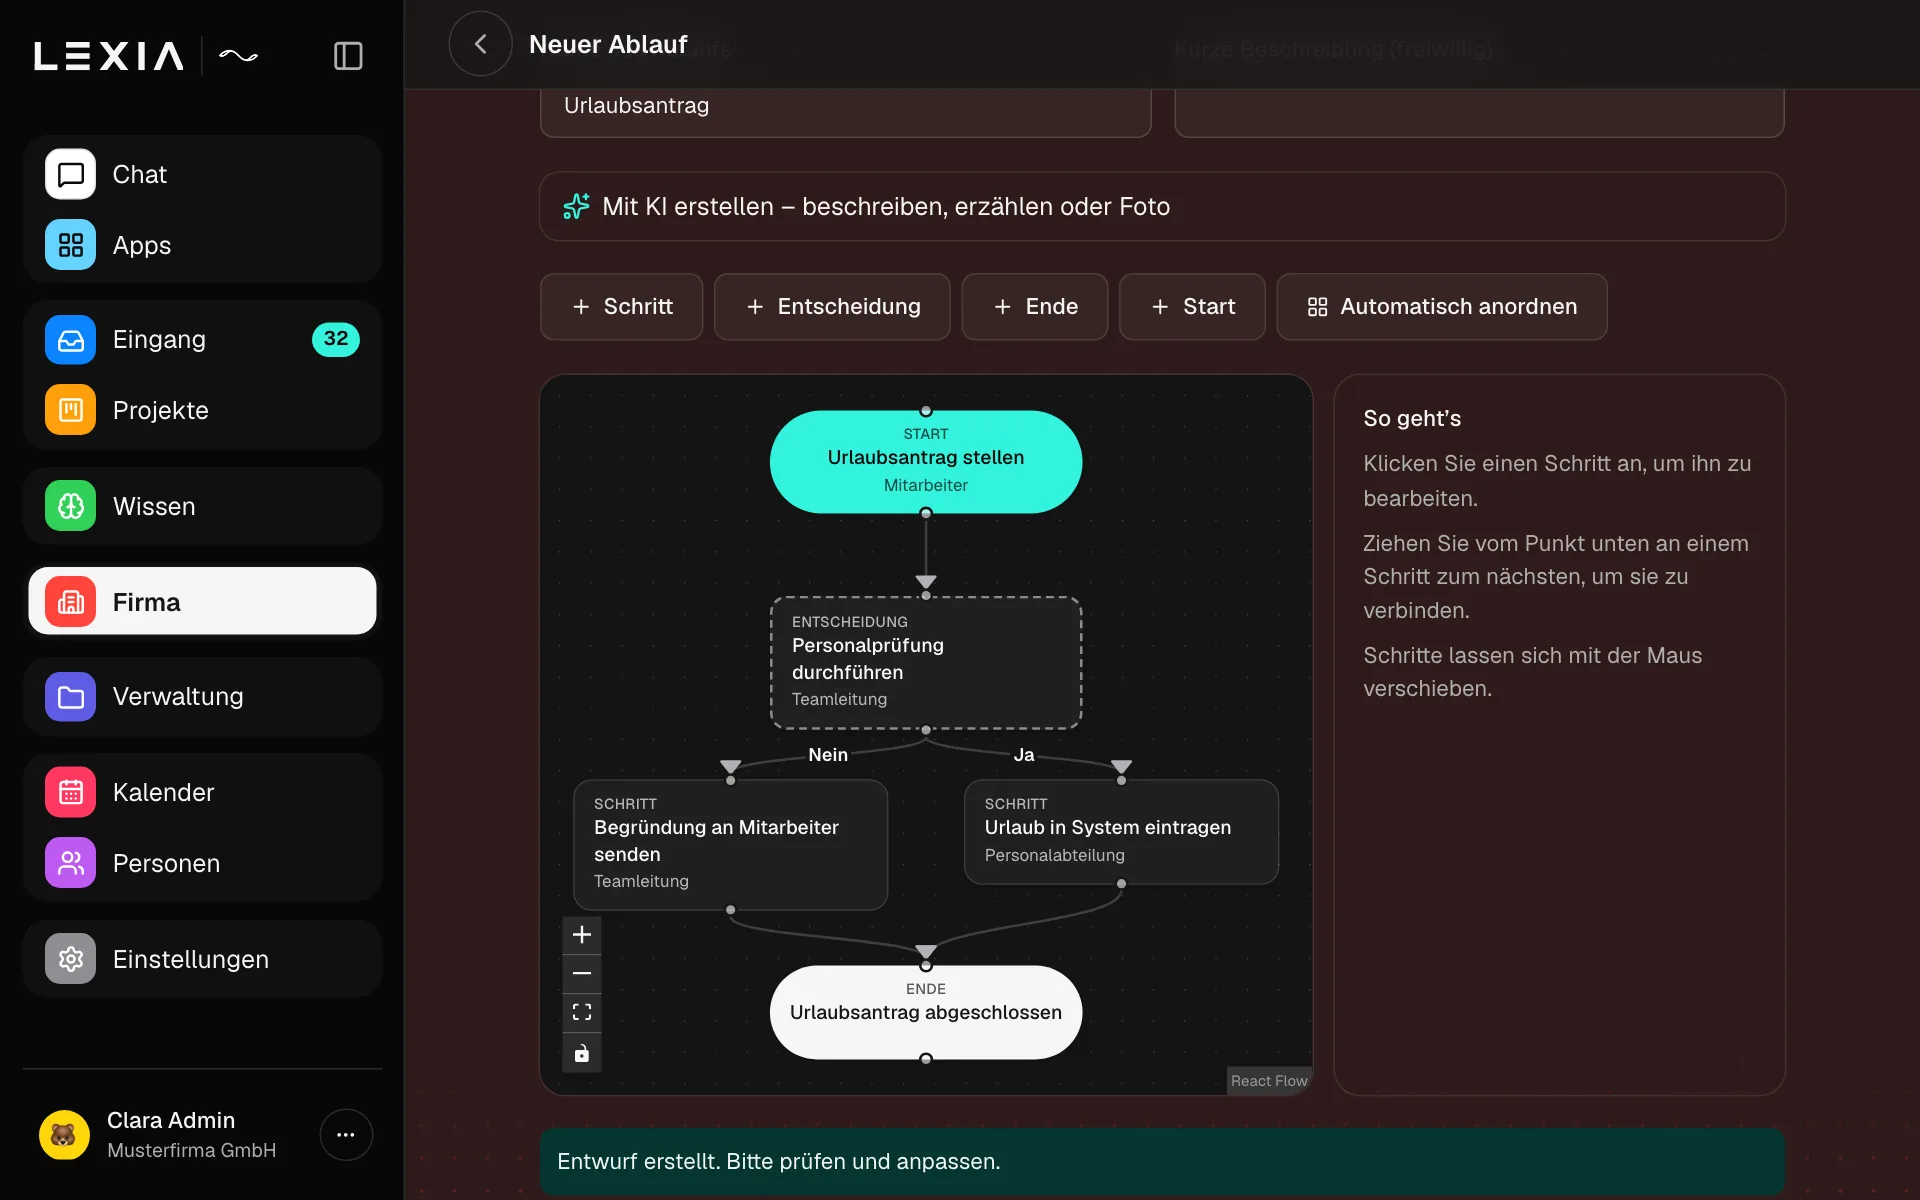 LEXIA
Chat
Apps
Eingang
32
Projekte
Wissen
Firma
Verwaltung
Kalender
Personen
Einstellungen
Clara Admin
Musterfirma GmbH
Neuer Ablauf
Kurze Beschreibung (freiwillig)
Urlaubsantrag
Mit KI erstellen – beschreiben, erzählen oder Foto
+ Schritt
+ Entscheidung
+ Ende
+ Start
Automatisch anordnen
START
Urlaubsantrag stellen
Mitarbeiter
ENTSCHEIDUNG
Personalprüfung
durchführen
Teamleitung
Nein
Ja
SCHRITT
Begründung an Mitarbeiter
senden
Teamleitung
SCHRITT
Urlaub in System eintragen
Personalabteilung
ENDE
Urlaubsantrag abgeschlossen
React Flow
So geht’s
Klicken Sie einen Schritt an, um ihn zu
bearbeiten.
Ziehen Sie vom Punkt unten an einem
Schritt zum nächsten, um sie zu
verbinden.
Schritte lassen sich mit der Maus
verschieben.
Entwurf erstellt. Bitte prüfen und anpassen.